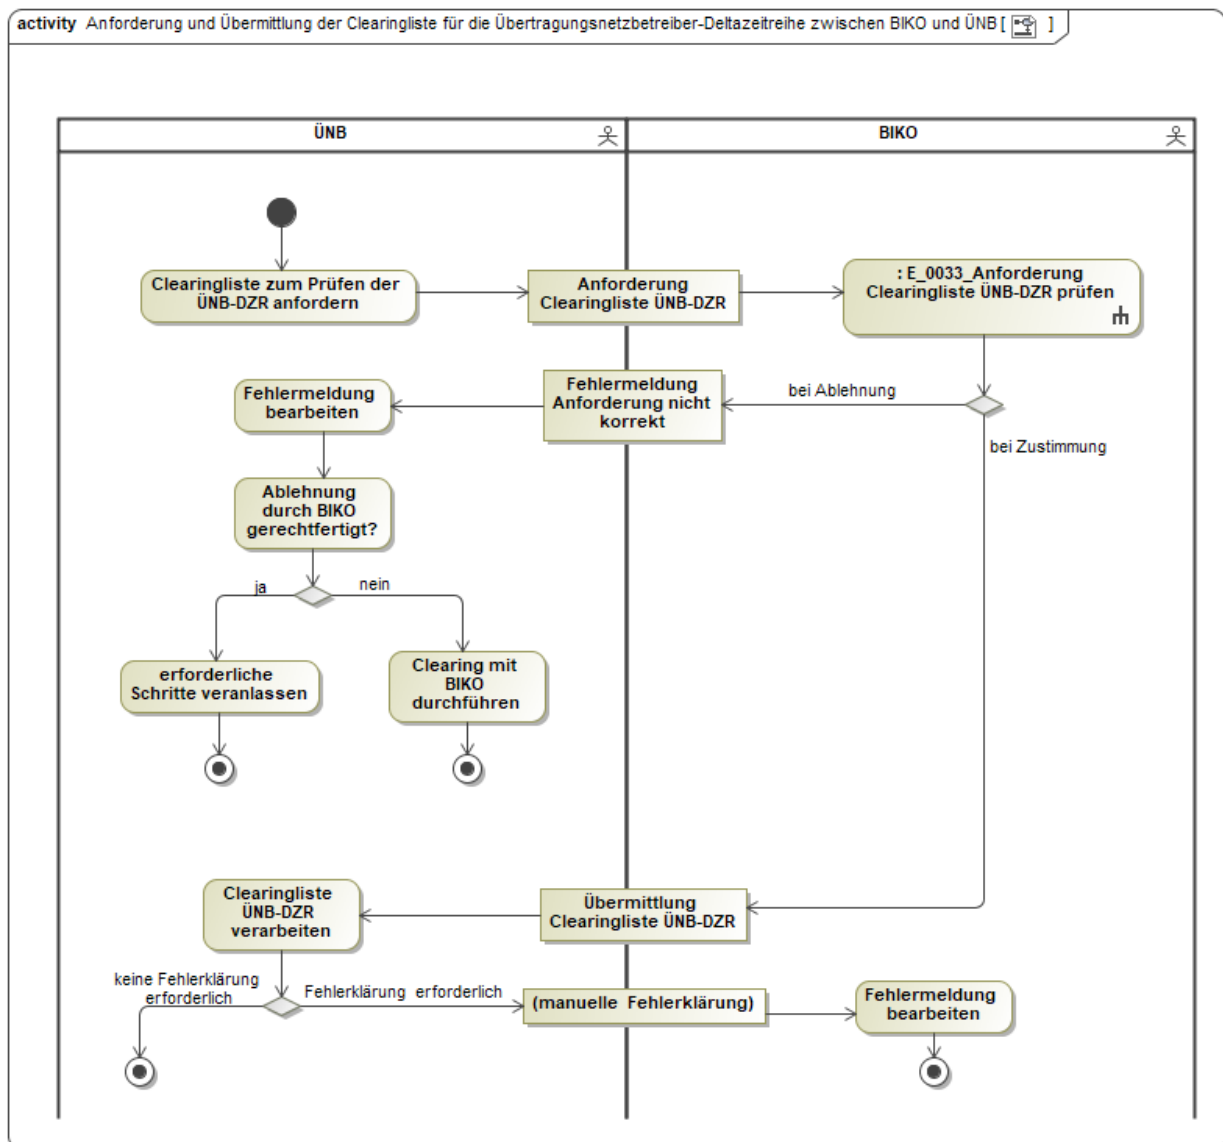 activity Anforderung und Übermittlung der Clearingliste für die Übertragungsnetzbetreiber-Deltazeitreihe zwischen BIKO und ÜNB [ ]
ÜNB
BIKO
Clearingliste zum Prüfen der
ÜNB-DZR anfordern
Anforderung
Clearingliste ÜNB-DZR
: E_0033_Anforderung
Clearingliste ÜNB-DZR prüfen
Fehlermeldung
bearbeiten
Fehlermeldung
Anforderung nicht
korrekt
bei Ablehnung
bei Zustimmung
Ablehnung
durch BIKO
gerechtfertigt?
ja
nein
erforderliche
Schritte veranlassen
Clearing mit
BIKO
durchführen
Clearingliste
ÜNB-DZR
verarbeiten
Übermittlung
Clearingliste ÜNB-DZR
keine Fehlerklärung
erforderlich
Fehlerklärung erforderlich
(manuelle Fehlerklärung)
Fehlermeldung
bearbeiten